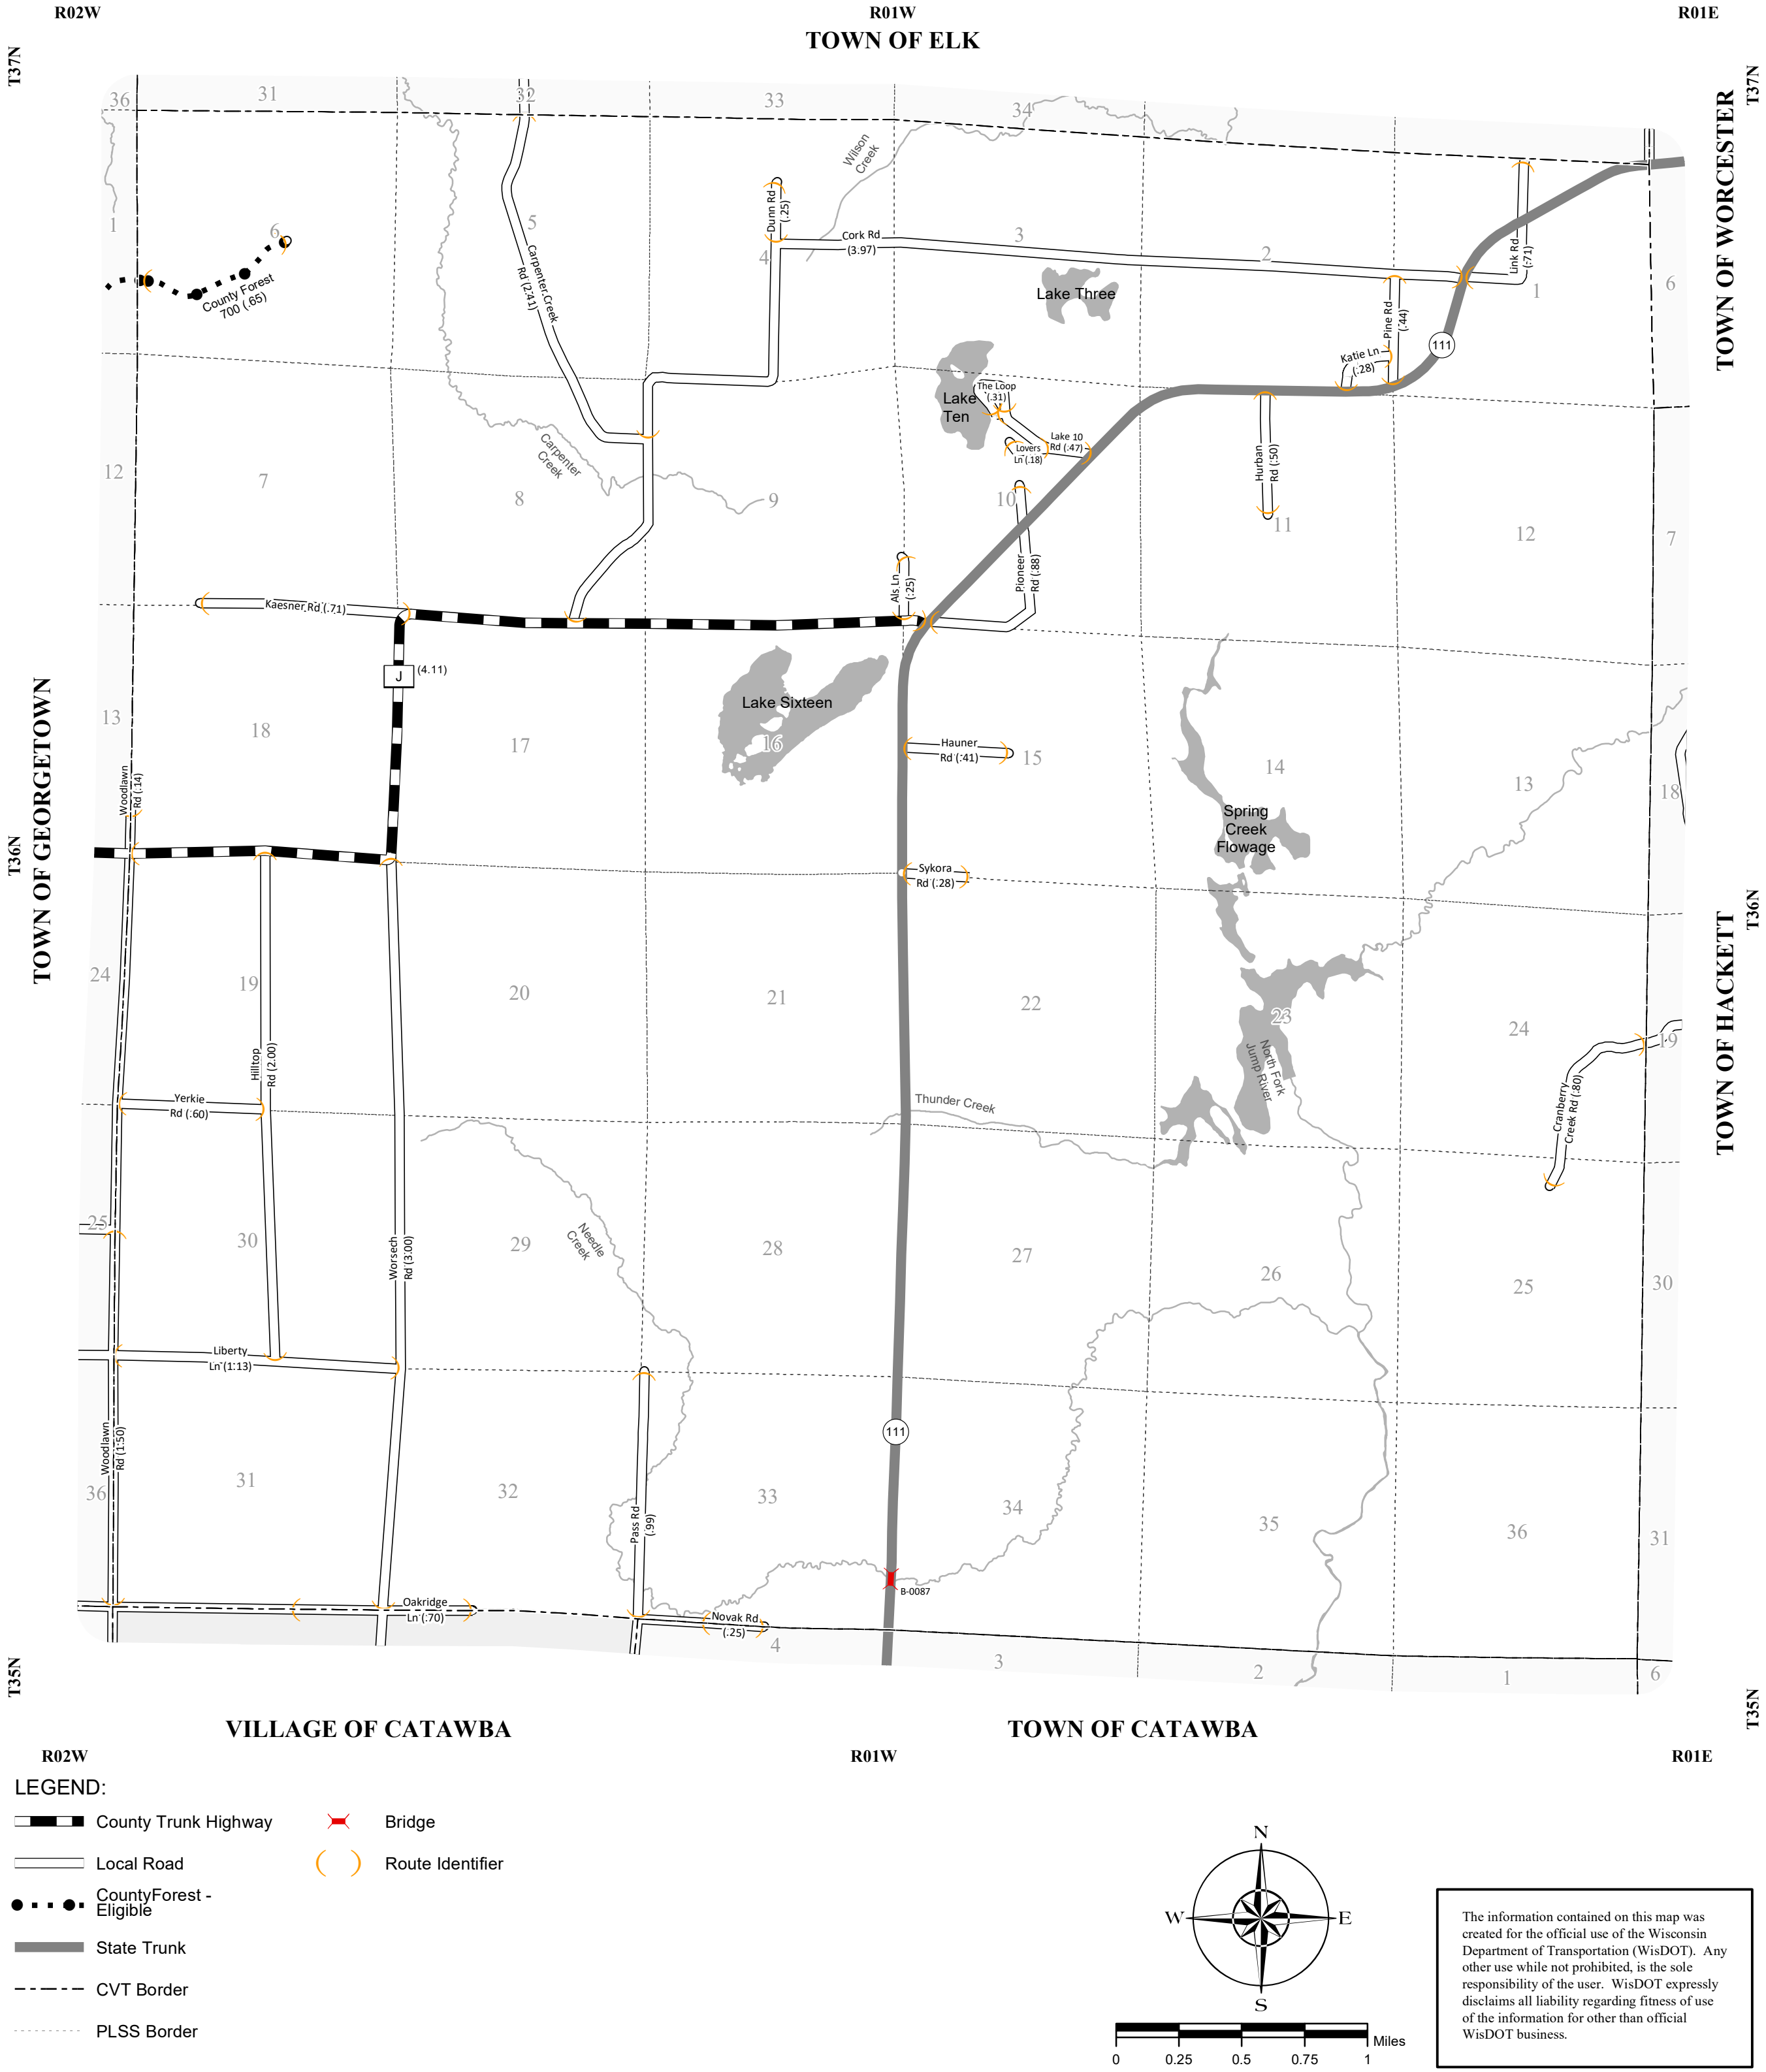 R02W
R01W
R01E
TOWN OF ELK
T37N
T37N
36
31
32
33
34
TOWN OF WORCESTER
Wilson
Creek
1
6
5
4
3
2
1
6
Dunn Rd
(.25)
Cork Rd
(3.97)
Link Rd
(.71)
County Forest
700 (.65)
Carpenter Creek
Rd (2.41)
Lake Three
Pine Rd
(.44)
111
Katie Ln
(.28)
The Loop
(.31)
Lake
Ten
Lake 10
Rd (.47)
Lovers
Ln (.18)
Carpenter
Creek
Hurban
Rd (.50)
12
7
8
9
10
11
12
7
Als Ln
(.25)
Pioneer
Rd (.88)
Kaesner Rd (.71)
J
(4.11)
TOWN OF GEORGETOWN
Lake Sixteen
13
18
17
16
15
14
13
18
Hauner
Rd (.41)
Woodlawn
Rd (.14)
Spring
Creek
Flowage
T36N
T36N
Sykora
Rd (.28)
TOWN OF HACKETT
24
19
20
21
22
23
24
19
Hilltop
Rd (2.00)
North Fork
Jump River
Yerkie
Rd (.60)
Thunder Creek
Cranberry
Creek Rd (.80)
25
30
29
28
27
26
25
30
Needle
Creek
Worsech
Rd (3.00)
Liberty
Ln (1.13)
Woodlawn
Rd (1.50)
111
36
31
32
33
34
35
36
31
Pass Rd
(.99)
B-0087
Oakridge
Ln (.70)
Novak Rd
(.25)
4
3
2
1
6
T35N
T35N
VILLAGE OF CATAWBA
TOWN OF CATAWBA
R02W
R01W
R01E
LEGEND:
County Trunk Highway
Local Road
CountyForest -
Eligible
State Trunk
CVT Border
PLSS Border
Bridge
Route Identifier
N
W
E
S
Miles
0 0.25 0.5 0.75 1
The information contained on this map was
created for the official use of the Wisconsin
Department of Transportation (WisDOT). Any
other use while not prohibited, is the sole
responsibility of the user. WisDOT expressly
disclaims all liability regarding fitness of use
of the information for other than official
WisDOT business.